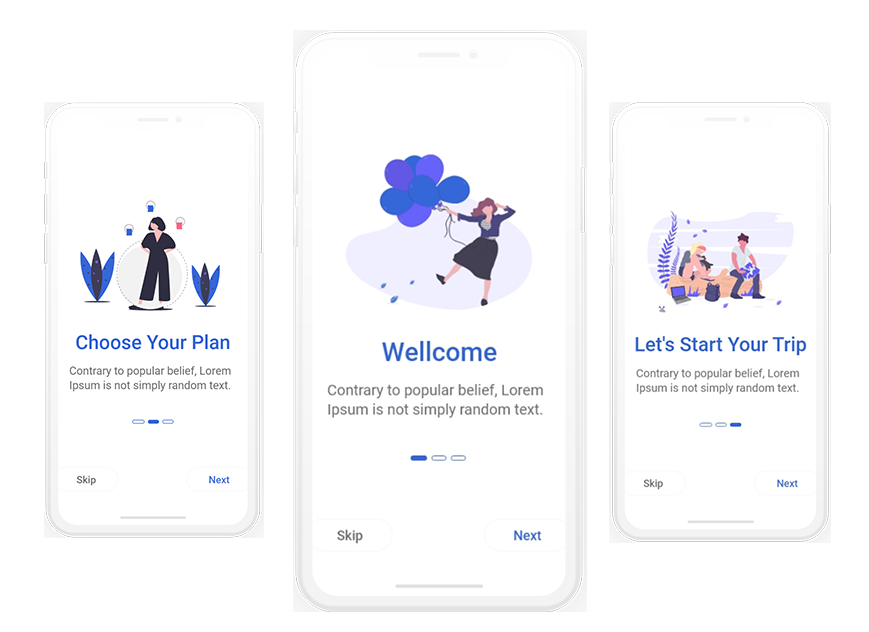 Choose Your Plan
Contrary to popular belief, Lorem
Ipsum is not simply random text.
Skip
Next
Wellcome
Contrary to popular belief, Lorem
Ipsum is not simply random text.
Skip
Next
Let's Start Your Trip
Contrary to popular belief, Lorem
Ipsum is not simply random text.
Skip
Next